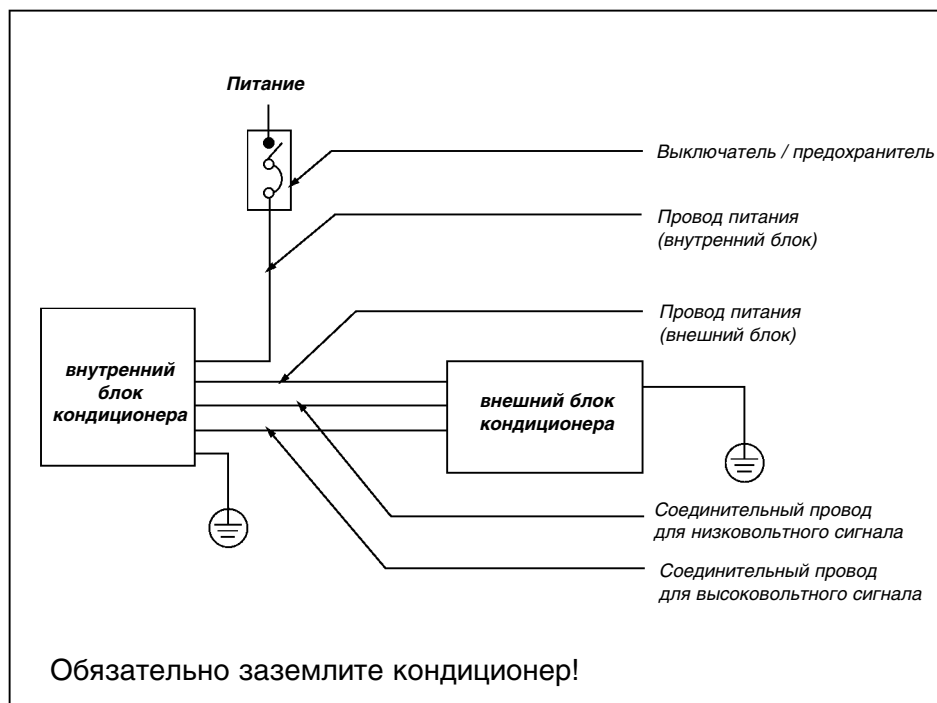 Питание
Выключатель / предохранитель
Провод питания
(внутренний блок)
Провод питания
(внешний блок)
внутренний
блок
кондиционера
внешний блок
кондиционера
Соединительный провод
для низковольтного сигнала
Соединительный провод
для высоковольтного сигнала
Обязательно заземлите кондиционер!